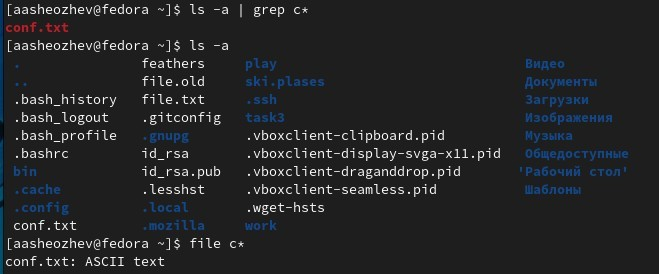 [aasheozhev@fedora ~]$ ls -a | grep c*
conf.txt
[aasheozhev@fedora ~]$ ls -a
. feathers play Видео
.. file.old ski.plases Документы
.bash_history file.txt .ssh Загрузки
.bash_logout .gitconfig task3 Изображения
.bash_profile .gnupg .vboxclient-clipboard.pid Музыка
.bashrc id_rsa .vboxclient-display-svga-x11.pid Общедоступные
bin id_rsa.pub .vboxclient-draganddrop.pid 'Рабочий стол'
.cache .lesshst .vboxclient-seamless.pid Шаблоны
.config .local .wget-hsts
conf.txt .mozilla work
[aasheozhev@fedora ~]$ file c*
conf.txt: ASCII text